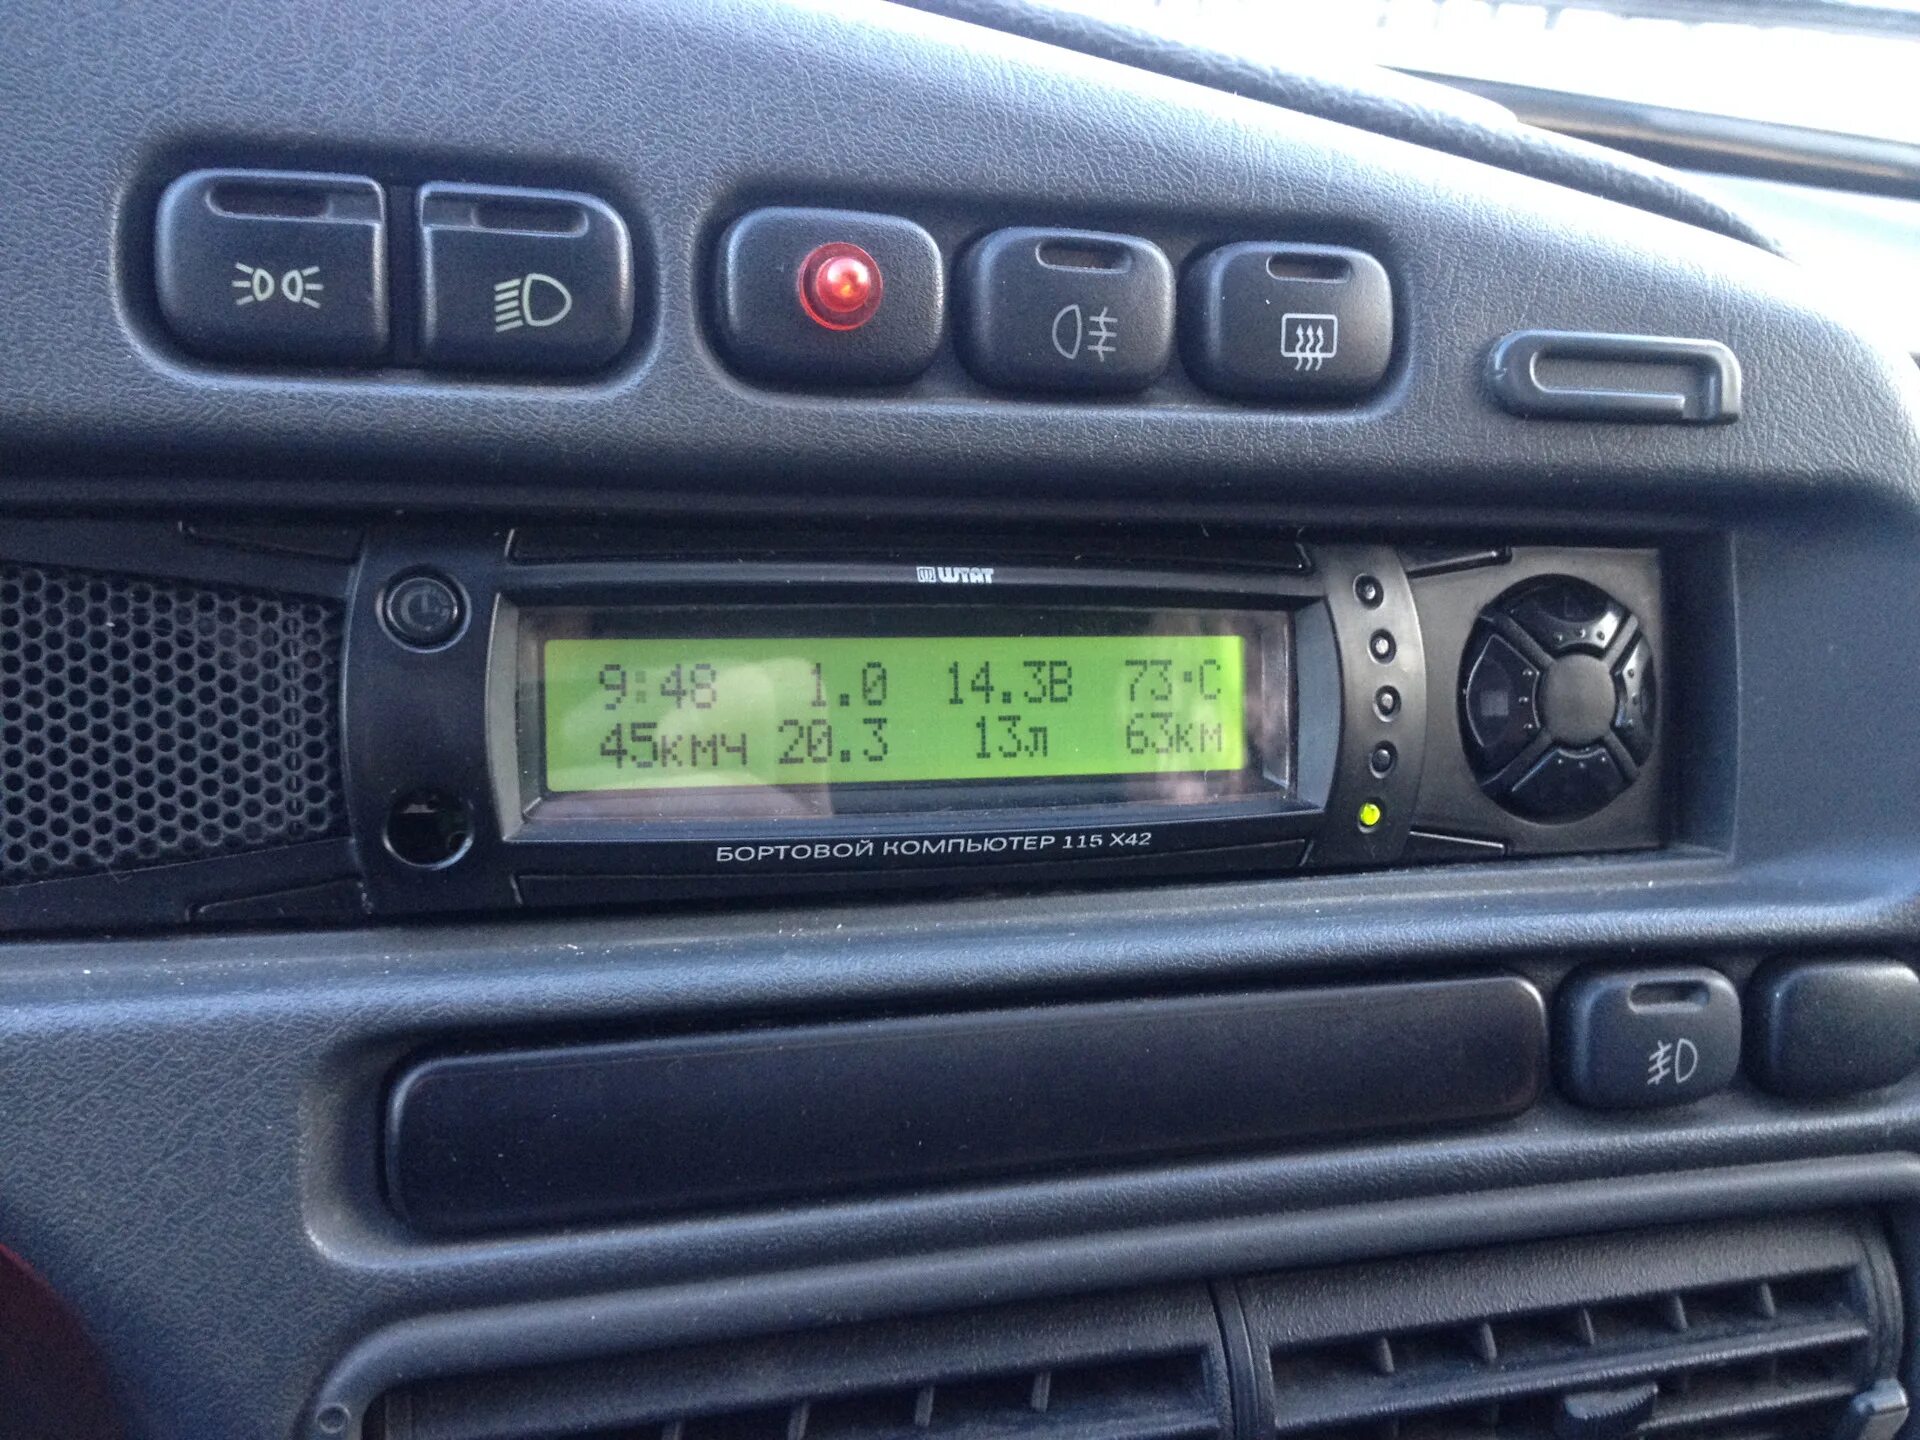 ШТАТ
9:48 1.0 14.3В 73°С
45кмч 20.3 13л 63км
БОРТОВОЙ КОМПЬЮТЕР 115 X42